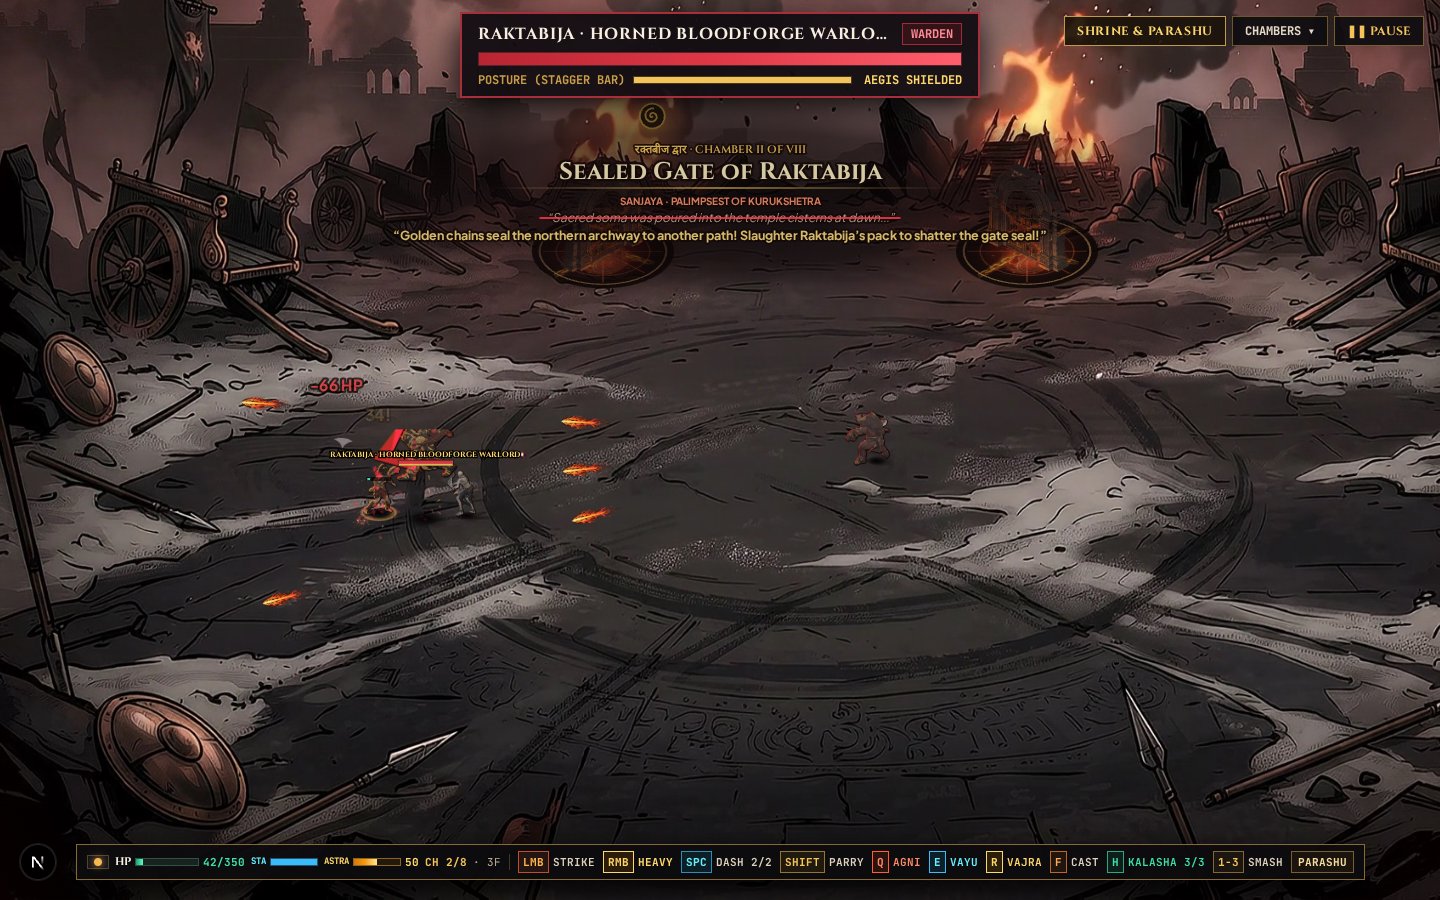 RAKTABIJA · HORNED BLOODFORGE WARLO...
WARDEN
POSTURE (STAGGER BAR)
AEGIS SHIELDED
SHRINE & PARASHU
CHAMBERS ▾
❚❚ PAUSE
रक्तबीज द्वार · CHAMBER II OF VIII
SEALED GATE OF RAKTABIJA
SANJAYA · PALIMPSEST OF KURUKSHETRA
"Sacred soma was poured into the temple cisterns at dawn..."
“Golden chains seal the northern archway to another path! Slaughter Raktabija's pack to shatter the gate seal!”
-66 HP
34!
RAKTABIJA · HORNED BLOODFORGE WARLORD
N
HP 42/350 STA ASTRA 50 CH 2/8 · 3F LMB STRIKE RMB HEAVY SPC DASH 2/2 SHIFT PARRY Q AGNI E VAYU R VAJRA F CAST H KALASHA 3/3 1-3 SMASH PARASHU